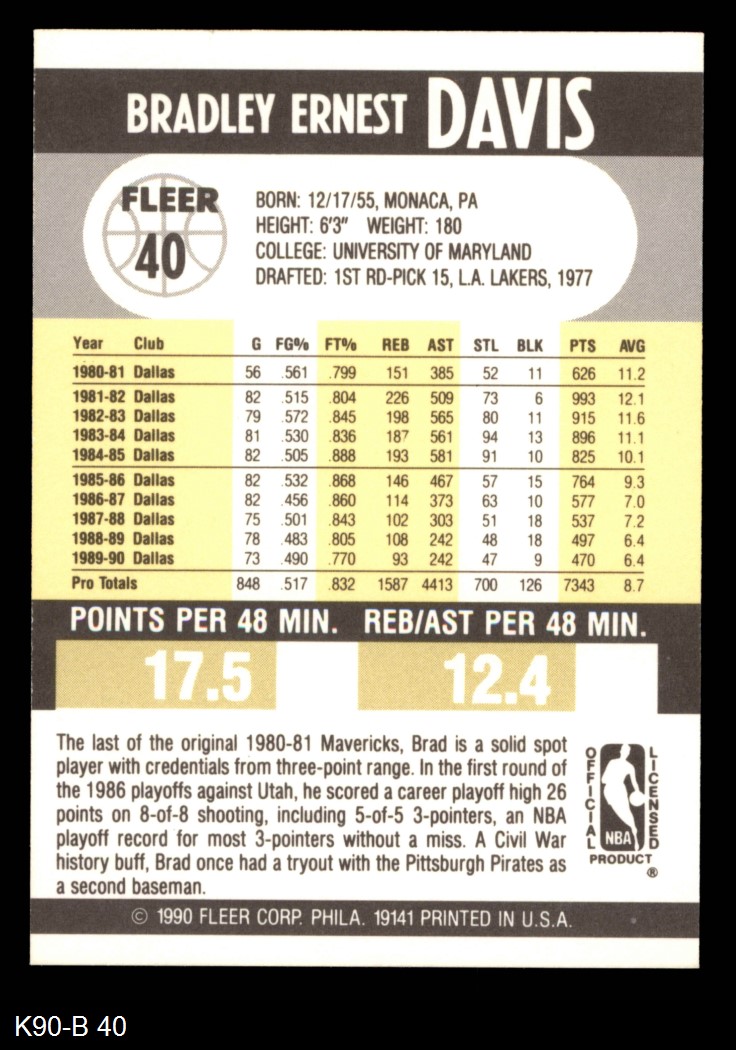 BRADLEY ERNEST DAVIS
FLEER
40
BORN: 12/17/55, MONACA, PA
HEIGHT: 6'3" WEIGHT: 180
COLLEGE: UNIVERSITY OF MARYLAND
DRAFTED: 1ST RD-PICK 15, L.A. LAKERS, 1977
Year Club G FG% FT% REB AST STL BLK PTS AVG
1980-81 Dallas 56 .561 .799 151 385 52 11 626 11.2
1981-82 Dallas 82 .515 .804 226 509 73 6 993 12.1
1982-83 Dallas 79 .572 .845 198 565 80 11 915 11.6
1983-84 Dallas 81 .530 .836 187 561 94 13 896 11.1
1984-85 Dallas 82 .505 .888 193 581 91 10 825 10.1
1985-86 Dallas 82 .532 .868 146 467 57 15 764 9.3
1986-87 Dallas 82 .456 .860 114 373 63 10 577 7.0
1987-88 Dallas 75 .501 .843 102 303 51 18 537 7.2
1988-89 Dallas 78 .483 .805 108 242 48 18 497 6.4
1989-90 Dallas 73 .490 .770 93 242 47 9 470 6.4
Pro Totals 848 .517 .832 1587 4413 700 126 7343 8.7
POINTS PER 48 MIN. REB/AST PER 48 MIN.
17.5 12.4
The last of the original 1980-81 Mavericks, Brad is a solid spot
player with credentials from three-point range. In the first round of
the 1986 playoffs against Utah, he scored a career playoff high 26
points on 8-of-8 shooting, including 5-of-5 3-pointers, an NBA
playoff record for most 3-pointers without a miss. A Civil War
history buff, Brad once had a tryout with the Pittsburgh Pirates as
a second baseman.
OFFICIAL
LICENSED
NBA
PRODUCT
®
© 1990 FLEER CORP. PHILA. 19141 PRINTED IN U.S.A.
K90-B 40